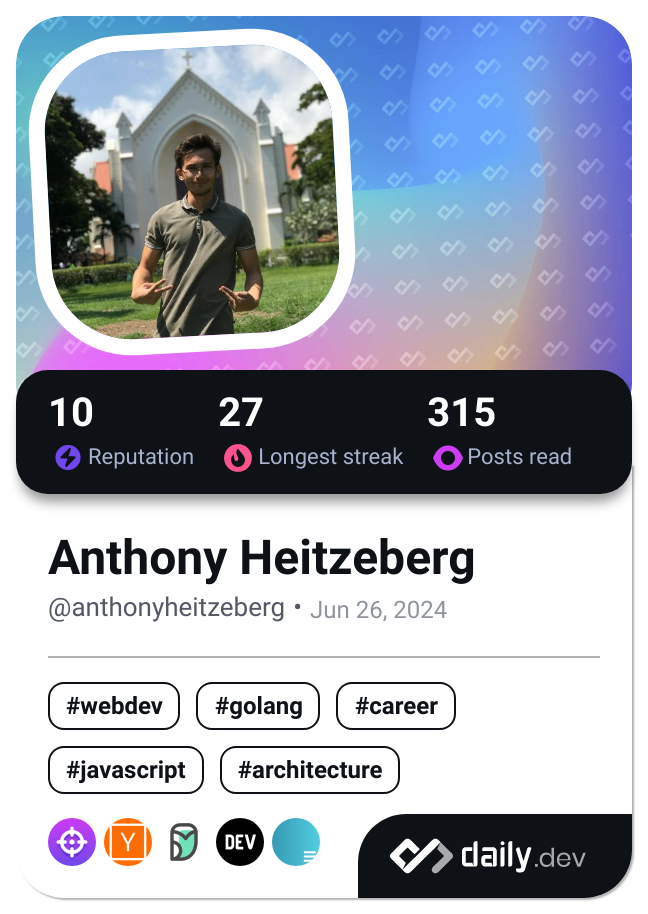 10 27 315
Reputation Longest streak Posts read
Anthony Heitzeberg
@anthonyheitzeberg • Jun 26, 2024
#webdev #golang #career
#javascript #architecture
Y DEV
daily.dev